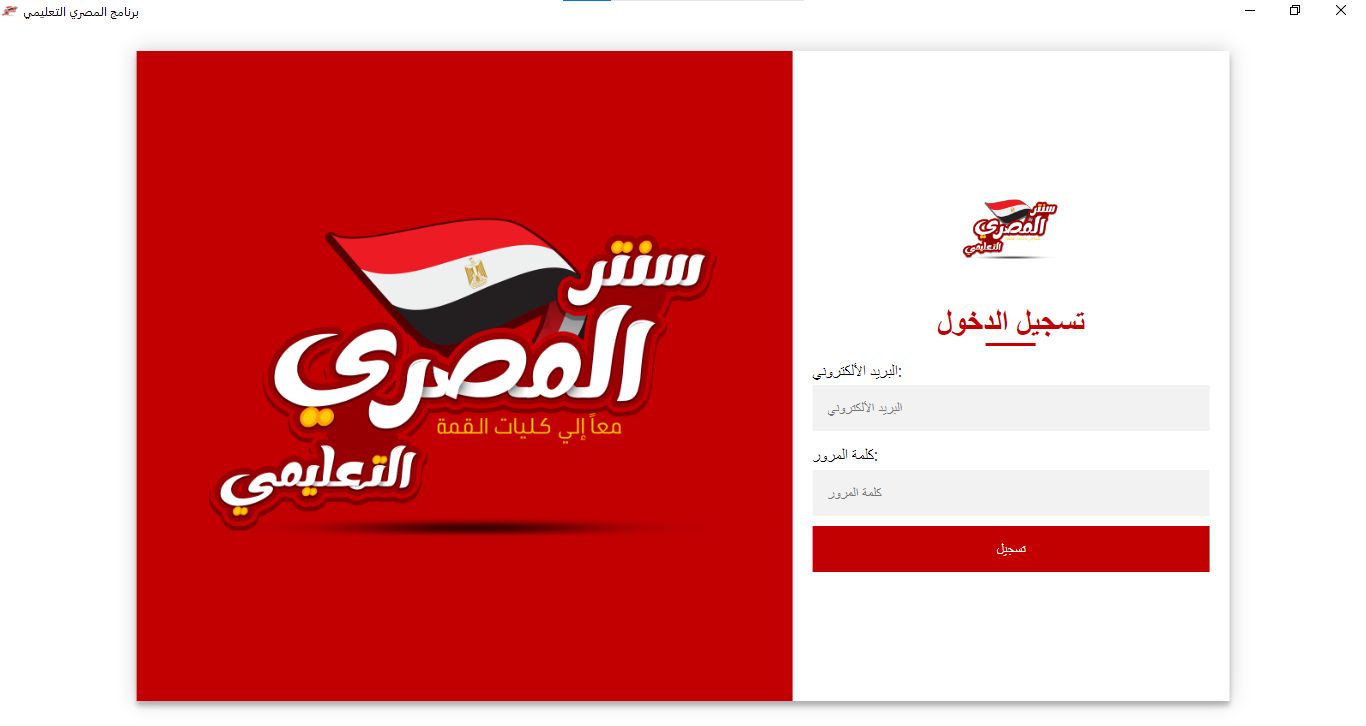 برنامج المصري التعليمي
سنتر
المصري
معاً إلي كليات القمة
التعليمي
سنتر
المصري
التعليمي
تسجيل الدخول
البريد الألكتروني:
البريد الألكتروني
كلمة المرور:
كلمة المرور
تسجيل